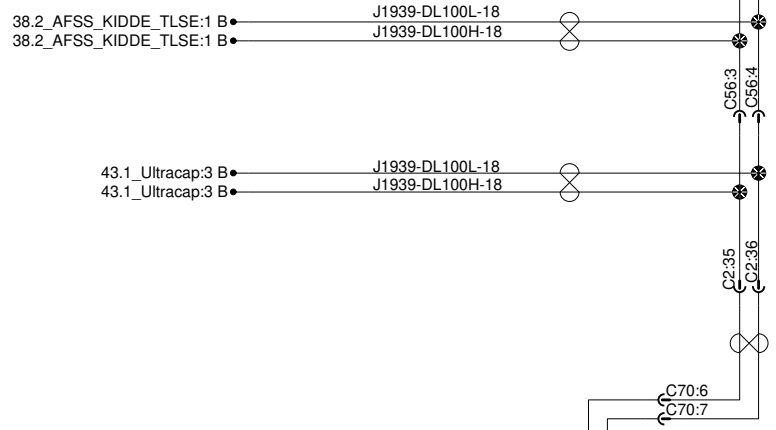 J1939-DL100L-18
38.2_AFSS_KIDDE_TLSE:1 B
J1939-DL100H-18
38.2_AFSS_KIDDE_TLSE:1 B
C56:3
C56:4
J1939-DL100L-18
43.1_Ultracap:3 B
J1939-DL100H-18
43.1_Ultracap:3 B
C2:35
C2:36
C70:6
C70:7